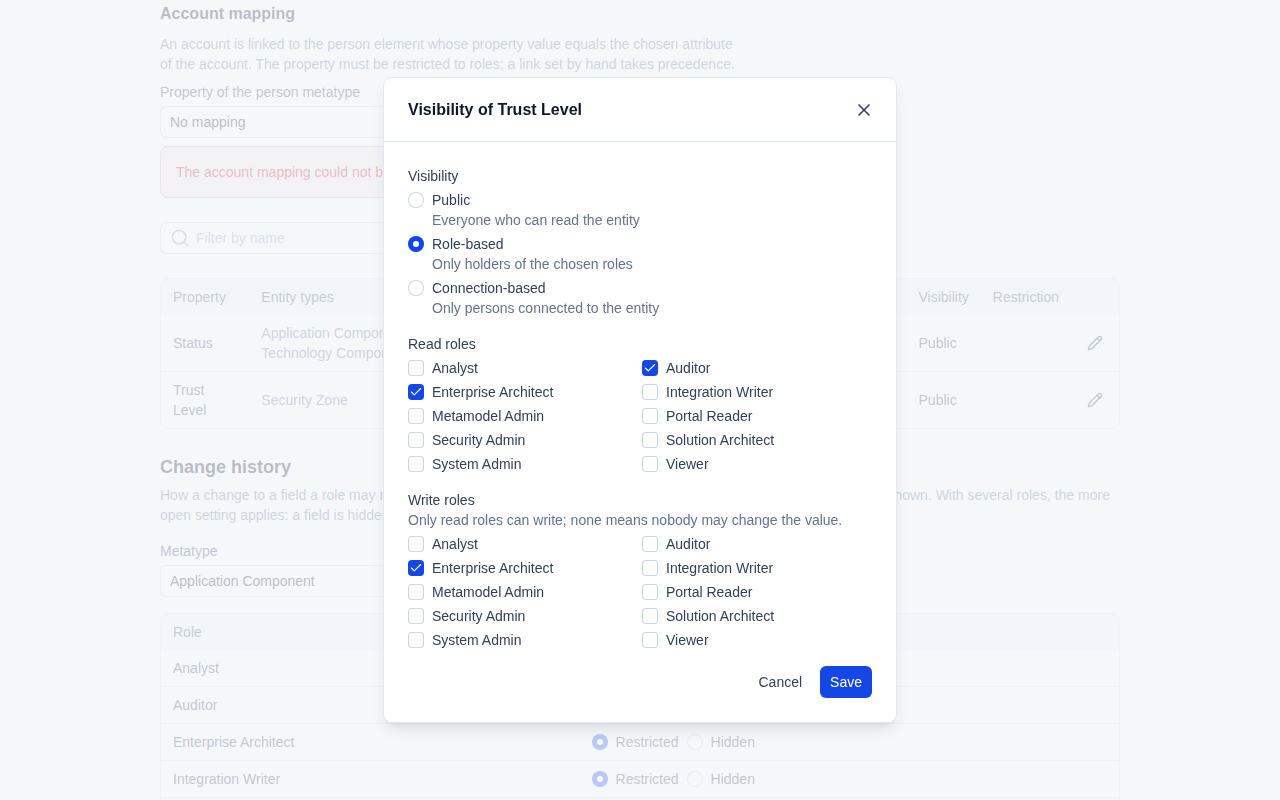 Account mapping
An account is linked to the person element whose property value equals the chosen attribute
of the account. The property must be restricted to roles; a link set by hand takes precedence.
Property of the person metatype
No mapping
The account mapping could not b
Filter by name
Visibility of Trust Level
Visibility
Public
Everyone who can read the entity
Role-based
Only holders of the chosen roles
Connection-based
Only persons connected to the entity
Read roles
Analyst Auditor
Enterprise Architect Integration Writer
Metamodel Admin Portal Reader
Security Admin Solution Architect
System Admin Viewer
Write roles
Only read roles can write; none means nobody may change the value.
Analyst Auditor
Enterprise Architect Integration Writer
Metamodel Admin Portal Reader
Security Admin Solution Architect
System Admin Viewer
Cancel Save
Property Entity types Visibility Restriction
Status Application Compo Public
Technology Compo
Trust Level Security Zone Public
Change history
How a change to a field a role may With several roles, the more
open setting applies: a field is hidde
Metatype
Application Component
Role
Analyst
Auditor
Enterprise Architect Restricted Hidden
Integration Writer Restricted Hidden